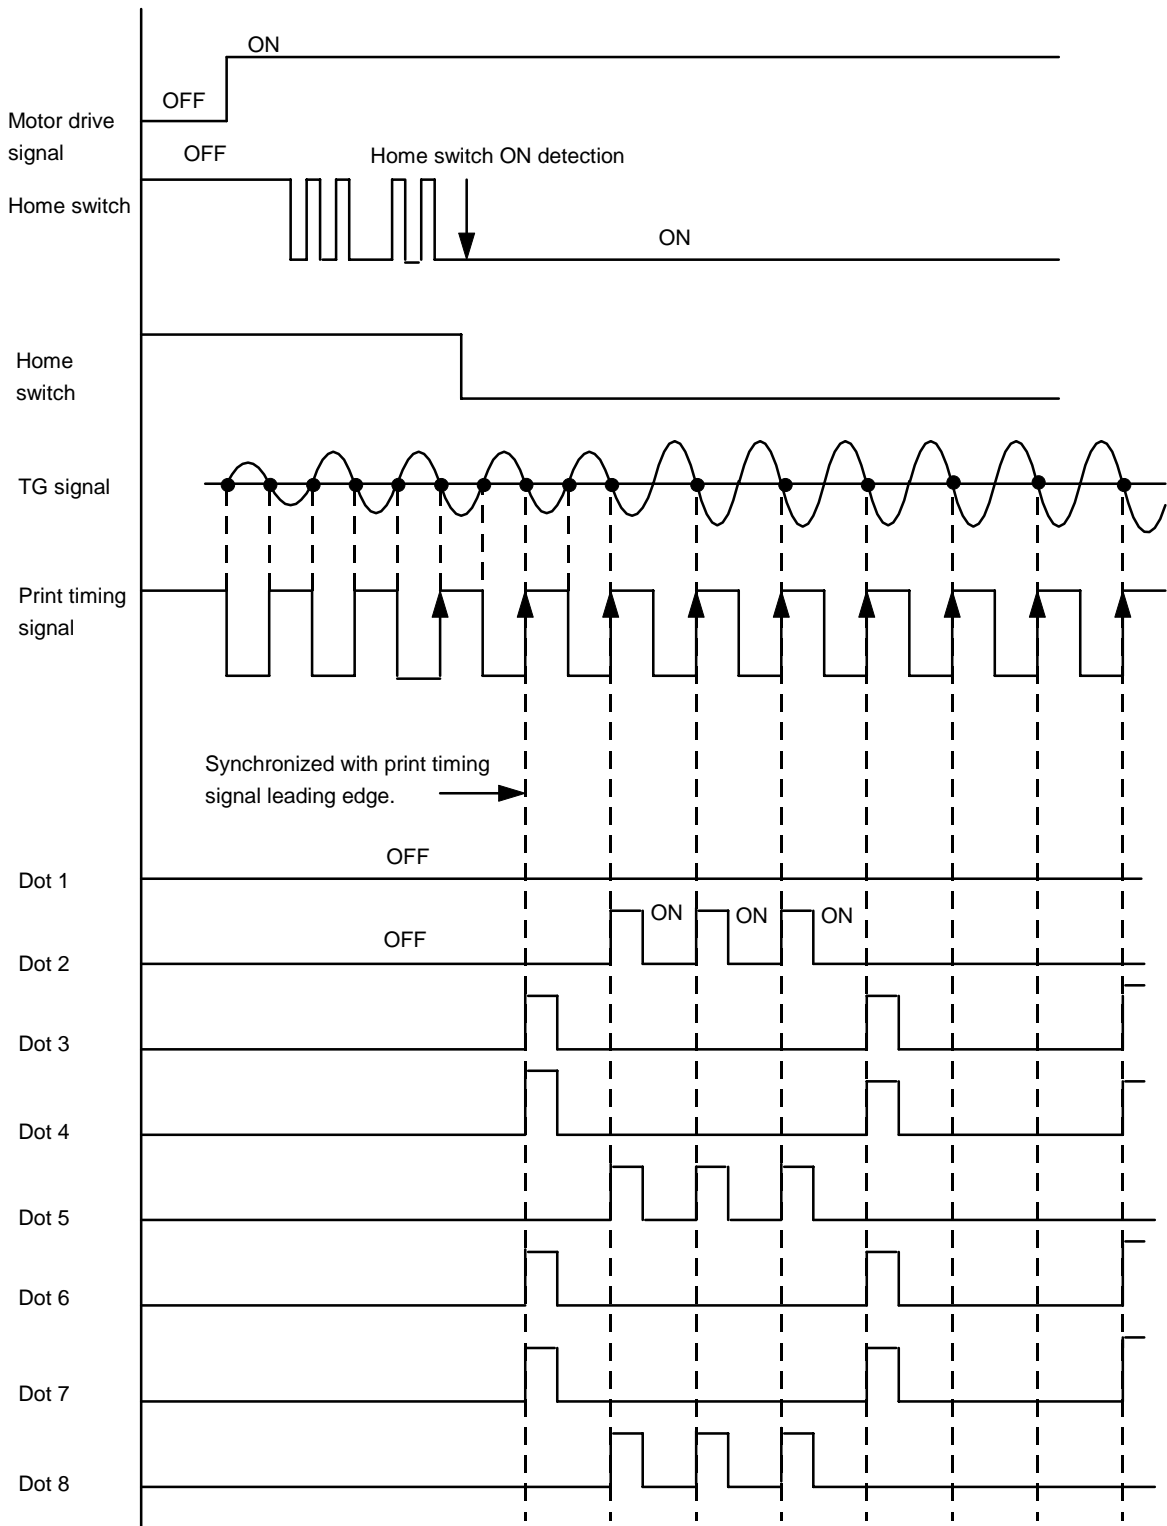 ON
OFF
Motor drive
signal
OFF
Home switch ON detection
Home switch
ON
Home
switch
TG signal
Print timing
signal
Synchronized with print timing
signal leading edge.
OFF
Dot 1
ON
ON
ON
OFF
Dot 2
Dot 3
Dot 4
Dot 5
Dot 6
Dot 7
Dot 8